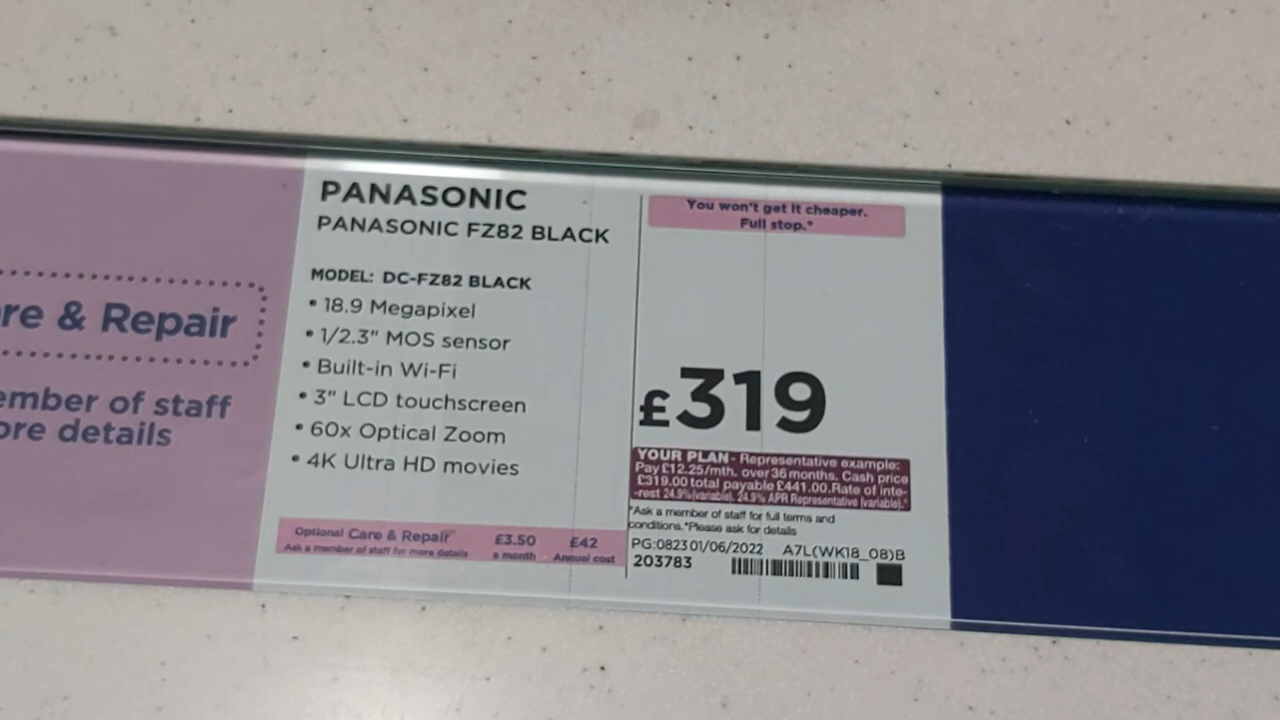 re & Repair
ember of staff
ore details
PANASONIC
PANASONIC FZ82 BLACK
MODEL: DC-FZ82 BLACK
• 18.9 Megapixel
• 1/2.3" MOS sensor
• Built-in Wi-Fi
• 3" LCD touchscreen
• 60x Optical Zoom
• 4K Ultra HD movies
Optional Care & Repair £3.50 £42
Ask a member of staff for more details a month Annual cost
You won't get it cheaper.
Full stop.*
£319
YOUR PLAN - Representative example:
Pay £12.25/mth. over 36 months. Cash price
£319.00 total payable £441.00. Rate of inte-
-rest 24.9% (variable). 24.9% APR Representative (variable).*
*Ask a member of staff for full terms and
conditions.*Please ask for details
PG:0823 01/06/2022 A7L(WK18_08)B
203783